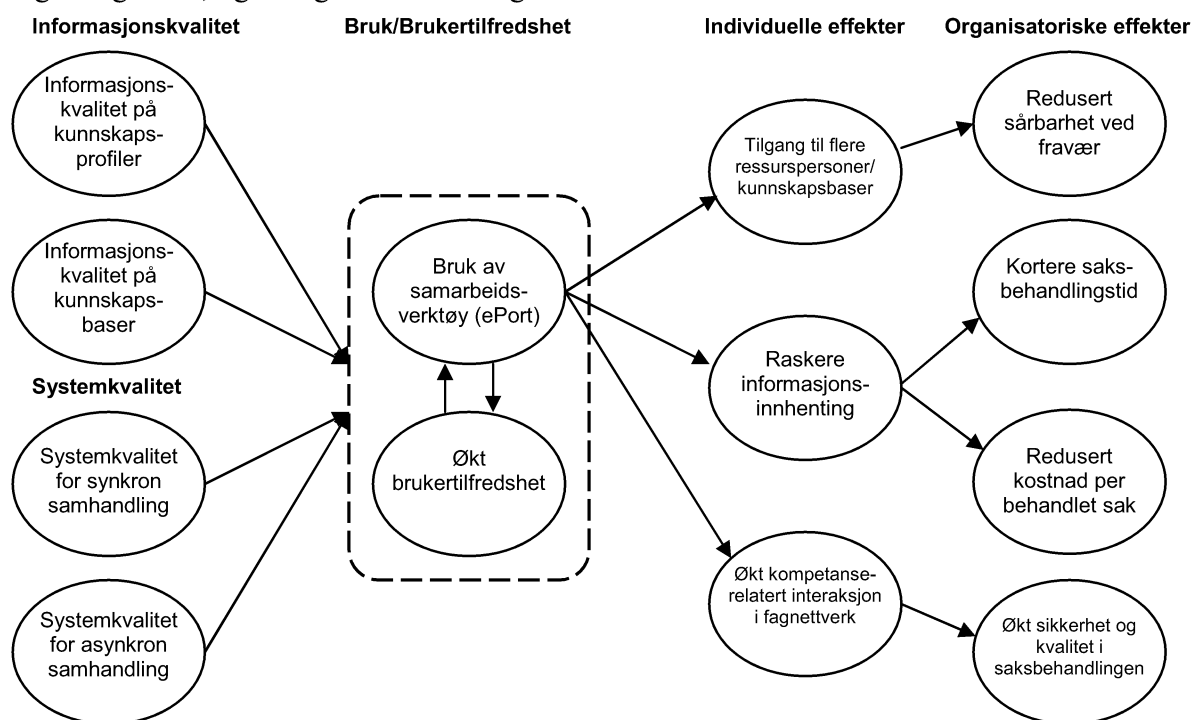 Informasjonskvalitet
Informasjons-
kvalitet på
kunnskaps-
profiler
Informasjons-
kvalitet på
kunnskaps-
baser
Systemkvalitet
Systemkvalitet
for synkron
samhandling
Systemkvalitet
for asynkron
samhandling
Bruk/Brukertilfredshet
Bruk av
samarbeids-
verktøy (ePort)
Økt
brukertilfredshet
Individuelle effekter
Tilgang til flere
ressurspersoner/
kunnskapsbaser
Raskere
informasjons-
innhenting
Økt kompetanse-
relatert interaksjon
i fagnettverk
Organisatoriske effekter
Redusert
sårbarhet ved
fravær
Kortere saks-
behandlingstid
Redusert
kostnad per
behandlet sak
Økt sikkerhet og
kvalitet i
saksbehandlingen